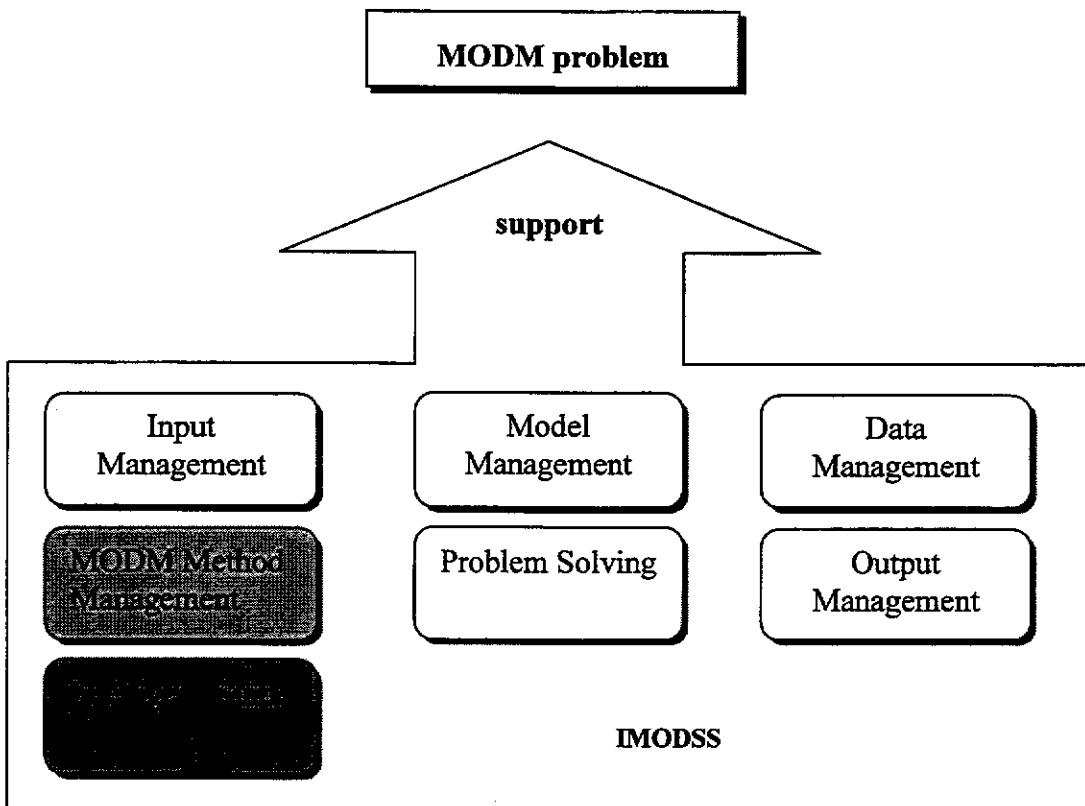 MODM problem
support
Input
Management
Model
Management
Data
Management
MODM Method
Management
Problem Solving
Output
Management
IMODSS